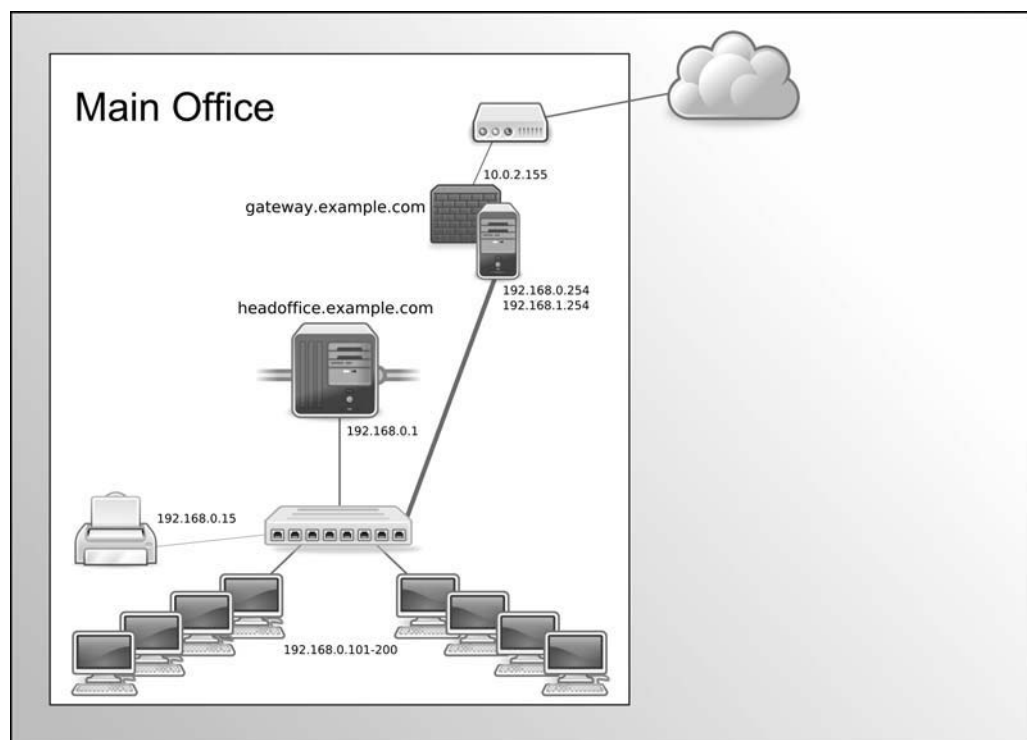 Main Office
10.0.2.155
gateway.example.com
192.168.0.254
192.168.1.254
headoffice.example.com
192.168.0.1
192.168.0.15
192.168.0.101-200